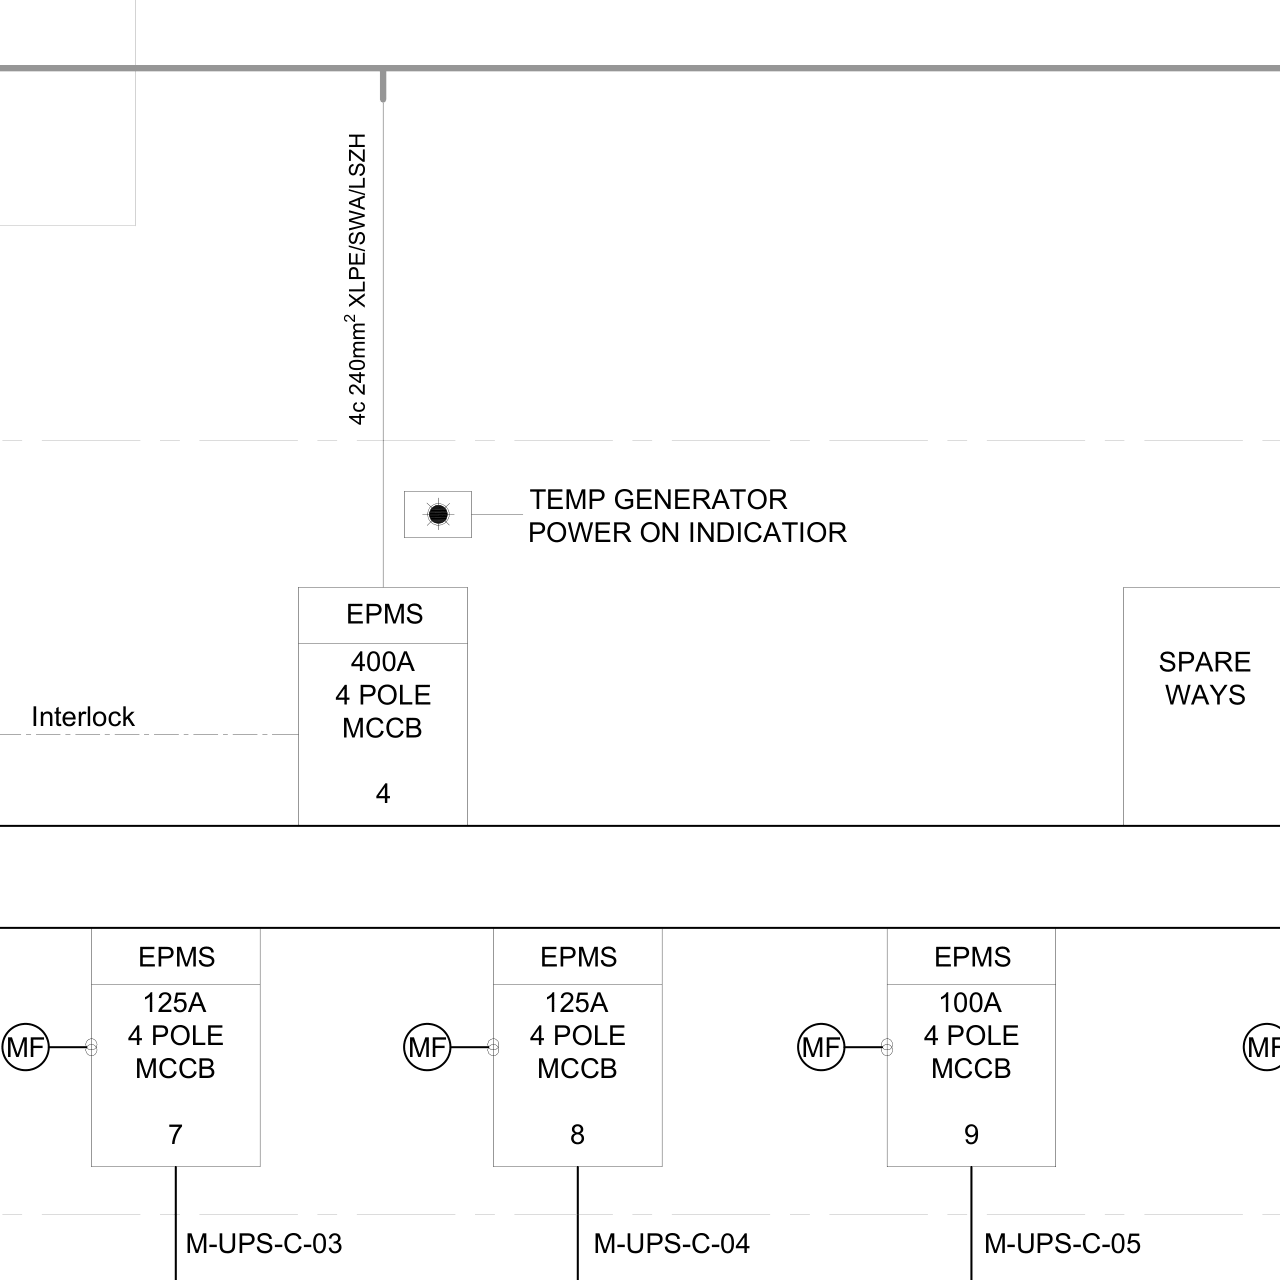 4c 240mm² XLPE/SWA/LSZH
TEMP GENERATOR
POWER ON INDICATIOR
EPMS
400A
4 POLE
MCCB
4
Interlock
SPARE
WAYS
EPMS
125A
4 POLE
MCCB
7
MF
M-UPS-C-03
EPMS
125A
4 POLE
MCCB
8
MF
M-UPS-C-04
EPMS
100A
4 POLE
MCCB
9
MF
M-UPS-C-05
MF